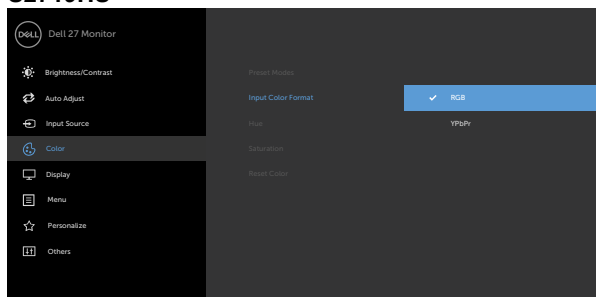 DELL Dell 27 Monitor
Brightness/Contrast
Preset Modes
Auto Adjust
Input Color Format
RGB
Input Source
Hue
YPbPr
Color
Saturation
Display
Reset Color
Menu
Personalize
Others